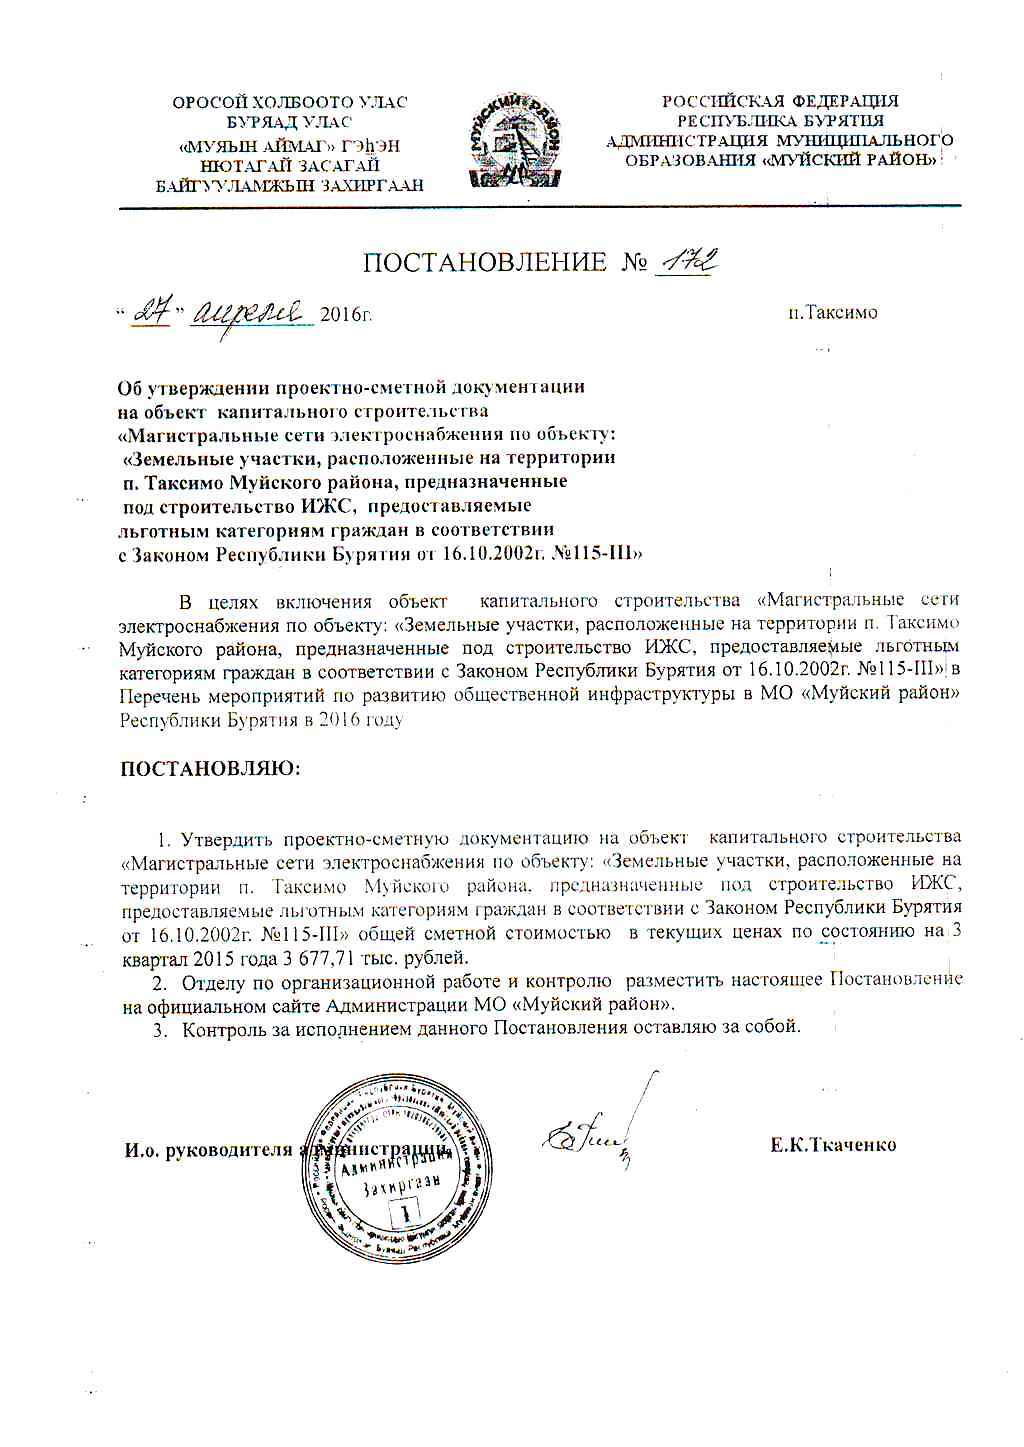 ОРОСОЙ ХОЛБООТО УЛАС
БУРЯАД УЛАС
«МУЯЫН АЙМАГ» ГЭҺЭН
НЮТАГАЙ ЗАСАГАЙ
БАЙГУУЛАМЖЫН ЗАХИРГААН
МУЙСКИЙ РАЙОН
РОССИЙСКАЯ ФЕДЕРАЦИЯ
РЕСПУБЛИКА БУРЯТИЯ
АДМИНИСТРАЦИЯ МУНИЦИПАЛЬНОГО
ОБРАЗОВАНИЯ «МУЙСКИЙ РАЙОН»
ПОСТАНОВЛЕНИЕ № 172
“ 27 ” апреля 2016г. п.Таксимо
Об утверждении проектно-сметной документации
на объект капитального строительства
«Магистральные сети электроснабжения по объекту:
«Земельные участки, расположенные на территории
п. Таксимо Муйского района, предназначенные
под строительство ИЖС, предоставляемые
льготным категориям граждан в соответствии
с Законом Республики Бурятия от 16.10.2002г. №115-III»
В целях включения объект капитального строительства «Магистральные сети
электроснабжения по объекту: «Земельные участки, расположенные на территории п. Таксимо
Муйского района, предназначенные под строительство ИЖС, предоставляемые льготным
категориям граждан в соответствии с Законом Республики Бурятия от 16.10.2002г. №115-III» в
Перечень мероприятий по развитию общественной инфраструктуры в МО «Муйский район»
Республики Бурятия в 2016 году
ПОСТАНОВЛЯЮ:
1. Утвердить проектно-сметную документацию на объект капитального строительства
«Магистральные сети электроснабжения по объекту: «Земельные участки, расположенные на
территории п. Таксимо Муйского района, предназначенные под строительство ИЖС,
предоставляемые льготным категориям граждан в соответствии с Законом Республики Бурятия
от 16.10.2002г. №115-III» общей сметной стоимостью в текущих ценах по состоянию на 3
квартал 2015 года 3 677,71 тыс. рублей.
2. Отделу по организационной работе и контролю разместить настоящее Постановление
на официальном сайте Администрации МО «Муйский район».
3. Контроль за исполнением данного Постановления оставляю за собой.
И.о. руководителя администрации Е.К.Ткаченко
Администрация
Захиргаан
1